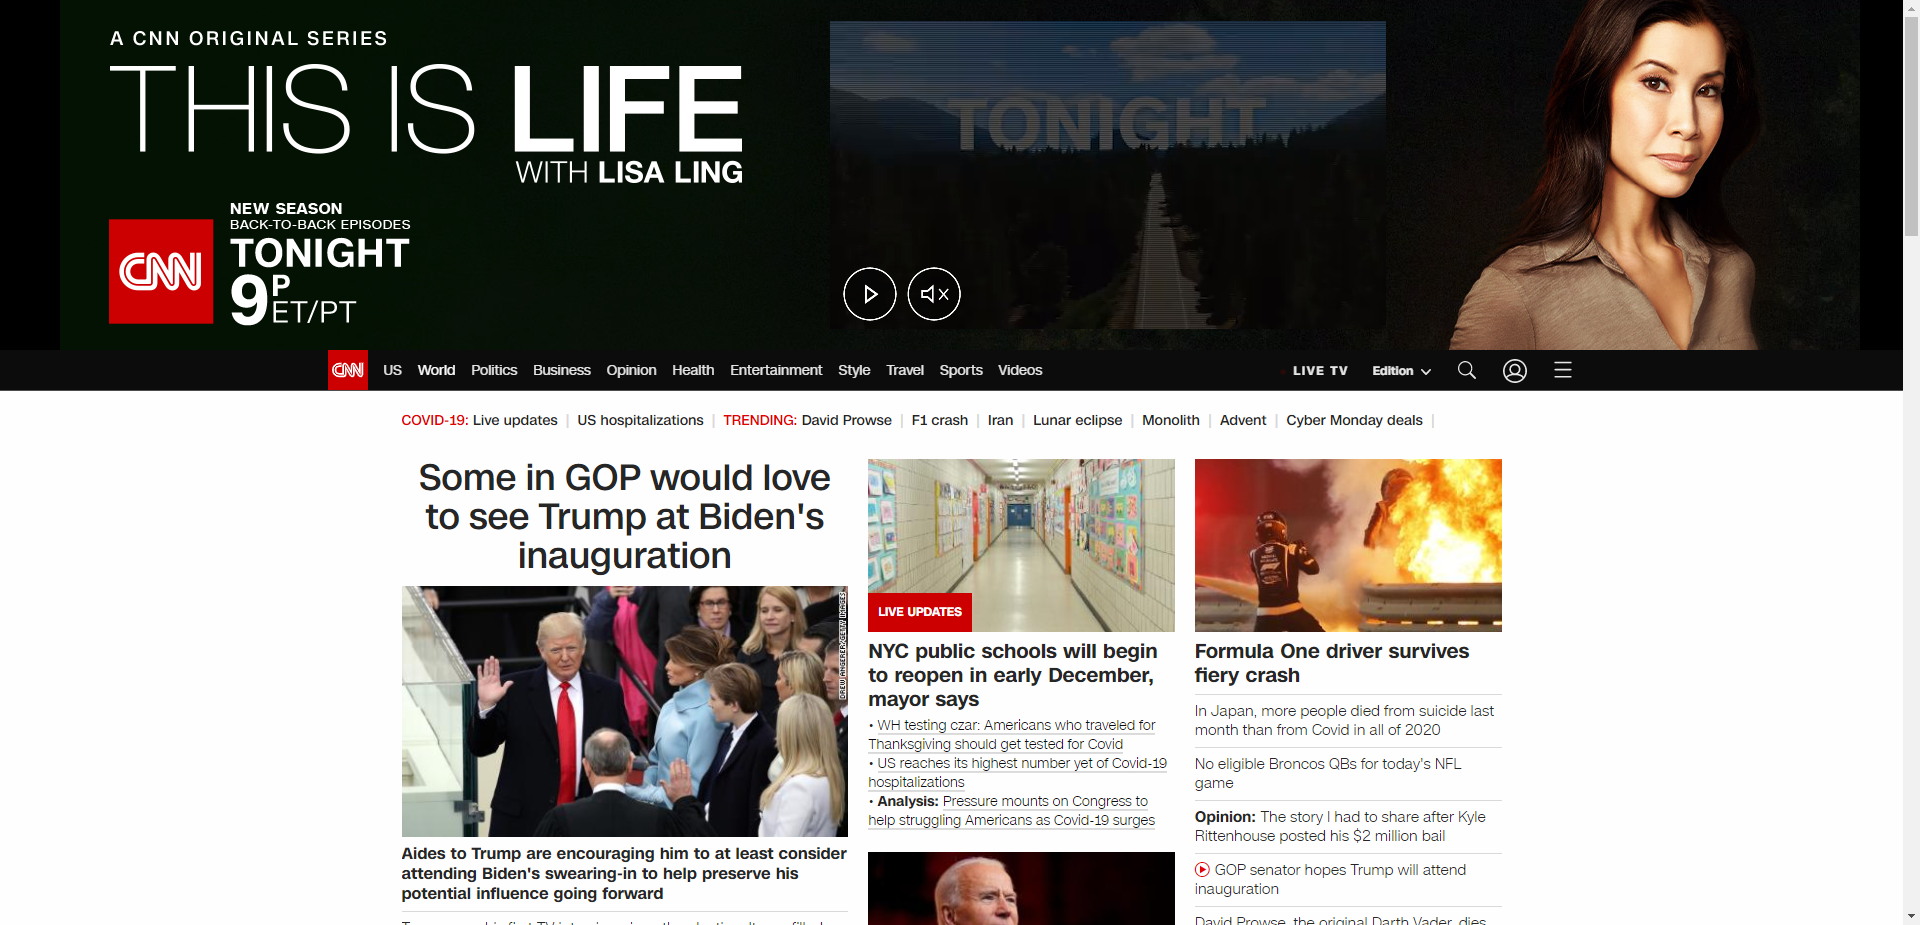 A CNN ORIGINAL SERIES
THIS IS LIFE
WITH LISA LING
NEW SEASON
BACK-TO-BACK EPISODES
TONIGHT
9P
ET/PT
CNN
TONIGHT
CNN US World Politics Business Opinion Health Entertainment Style Travel Sports Videos LIVE TV Edition
COVID-19: Live updates | US hospitalizations | TRENDING: David Prowse | F1 crash | Iran | Lunar eclipse | Monolith | Advent | Cyber Monday deals |
Some in GOP would love
to see Trump at Biden's
inauguration
DREW ANGERER/GETTY IMAGES
Aides to Trump are encouraging him to at least consider
attending Biden's swearing-in to help preserve his
potential influence going forward
LIVE UPDATES
NYC public schools will begin
to reopen in early December,
mayor says
• WH testing czar: Americans who traveled for
Thanksgiving should get tested for Covid
• US reaches its highest number yet of Covid-19
hospitalizations
• Analysis: Pressure mounts on Congress to
help struggling Americans as Covid-19 surges
Formula One driver survives
fiery crash
In Japan, more people died from suicide last
month than from Covid in all of 2020
No eligible Broncos QBs for today's NFL
game
Opinion: The story I had to share after Kyle
Rittenhouse posted his $2 million bail
GOP senator hopes Trump will attend
inauguration
David Prowse, the original Darth Vader, dies